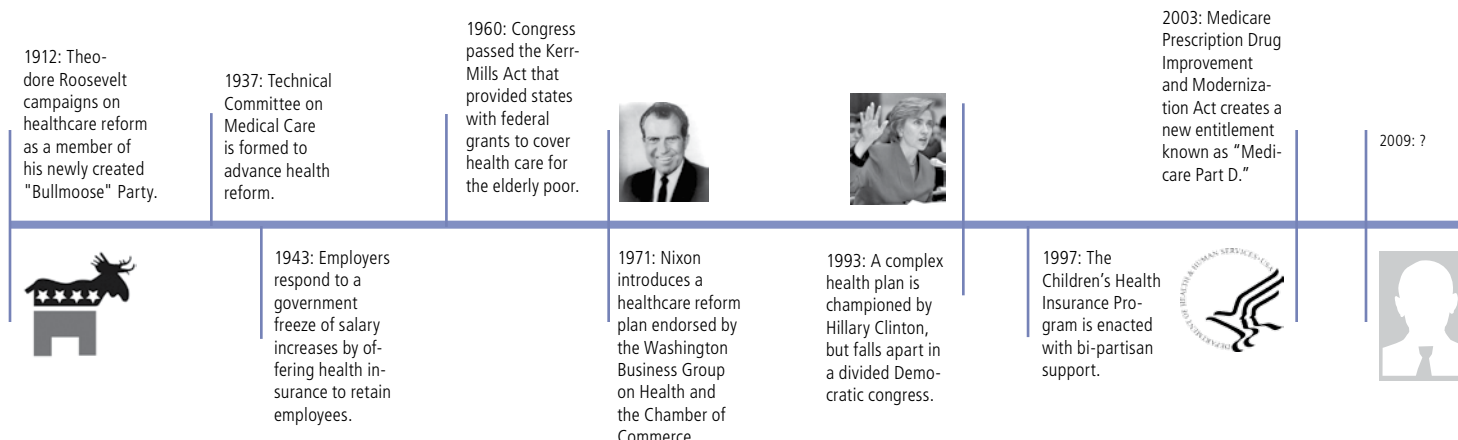 1912: Theo-
dore Roosevelt
campaigns on
healthcare reform
as a member of
his newly created
"Bullmoose" Party.
1937: Technical
Committee on
Medical Care
is formed to
advance health
reform.
1943: Employers
respond to a
government
freeze of salary
increases by of-
fering health in-
surance to retain
employees.
1960: Congress
passed the Kerr-
Mills Act that
provided states
with federal
grants to cover
health care for
the elderly poor.
1971: Nixon
introduces a
healthcare reform
plan endorsed by
the Washington
Business Group
on Health and
the Chamber of
Commerce
1993: A complex
health plan is
championed by
Hillary Clinton,
but falls apart in
a divided Demo-
cratic congress.
1997: The
Children’s Health
Insurance Pro-
gram is enacted
with bi-partisan
support.
2003: Medicare
Prescription Drug
Improvement
and Moderniza-
tion Act creates a
new entitlement
known as “Medi-
care Part D.”
DEPARTMENT OF HEALTH & HUMAN SERVICES • USA
2009: ?